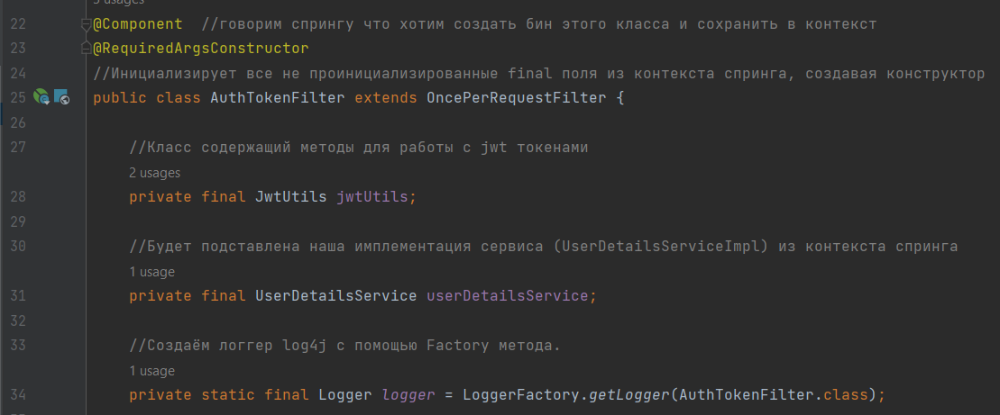 22 @Component //говорим спрингу что хотим создать бин этого класса и сохранить в контекст
23 @RequiredArgsConstructor
24 //Инициализирует все не проинициализированные final поля из контекста спринга, создавая конструктор
25 public class AuthTokenFilter extends OncePerRequestFilter {
26
27 //Класс содержащий методы для работы с jwt токенами
2 usages
28 private final JwtUtils jwtUtils;
29
30 //Будет подставлена наша имплементация сервиса (UserDetailsServiceImpl) из контекста спринга
1 usage
31 private final UserDetailsService userDetailsService;
32
33 //Создаём логгер log4j с помощью Factory метода.
1 usage
34 private static final Logger logger = LoggerFactory.getLogger(AuthTokenFilter.class);